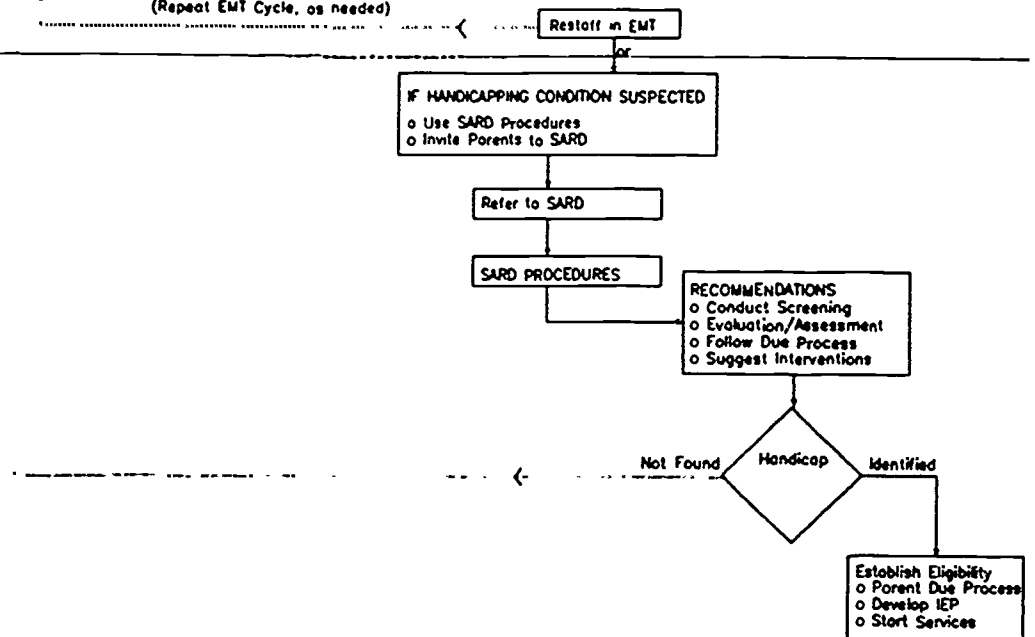 (Repeat EMT Cycle, as needed)
Restaff in EMT
or
IF HANDICAPPING CONDITION SUSPECTED
o Use SARD Procedures
o Invite Parents to SARD
Refer to SARD
SARD PROCEDURES
RECOMMENDATIONS
o Conduct Screening
o Evaluation/Assessment
o Follow Due Process
o Suggest Interventions
Not Found
Handicap
Identified
Establish Eligibility
o Parent Due Process
o Develop IEP
o Start Services